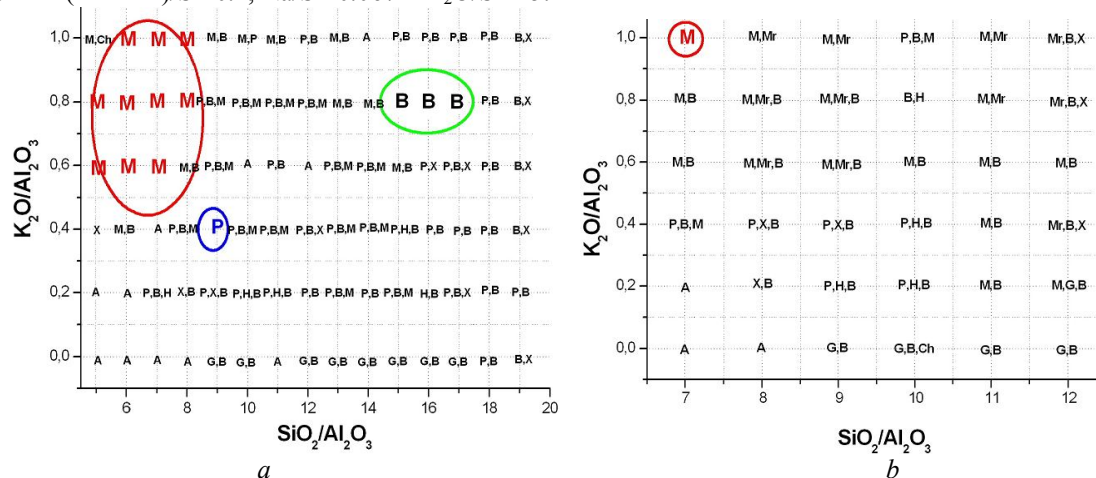 1,0 M,Ch M M M M,B M,P M,B P,B M,B A P,B P,B P,B P,B B,X
0,8 M M M M P,B,M P,B,M P,B,M P,B,M M,B M,B B B B P,B B,X
0,6 M M M M,B P,B,M A P,B A P,B,M P,B,M M,B P,X P,B,X P,B B,X
0,4 X M,B A P,B,M P P,B,M P,B,M P,B,X P,B,M P,B,M P,H,B P,B P,B P,B B,X
0,2 A A P,B,H X,B P,X,B P,H,B P,H,B P,B P,B,M P,B P,B,M H,B P,B,X P,B P,B
0,0 A A A A G,B G,B A G,B G,B G,B G,B G,B G,B P,B B,X
6 8 10 12 14 16 18 20
K₂O/Al₂O₃
SiO₂/Al₂O₃
a
1,0 M M,Mr M,Mr P,B,M M,Mr Mr,B,X
0,8 M,B M,Mr,B M,Mr,B B,H M,Mr Mr,B,X
0,6 M,B M,Mr,B M,Mr,B M,B M,B M,B
0,4 P,B,M P,X,B P,X,B P,H,B M,B Mr,B,X
0,2 A X,B P,H,B P,H,B M,B M,G,B
0,0 A A G,B G,B,Ch G,B G,B
7 8 9 10 11 12
K₂O/Al₂O₃
SiO₂/Al₂O₃
b